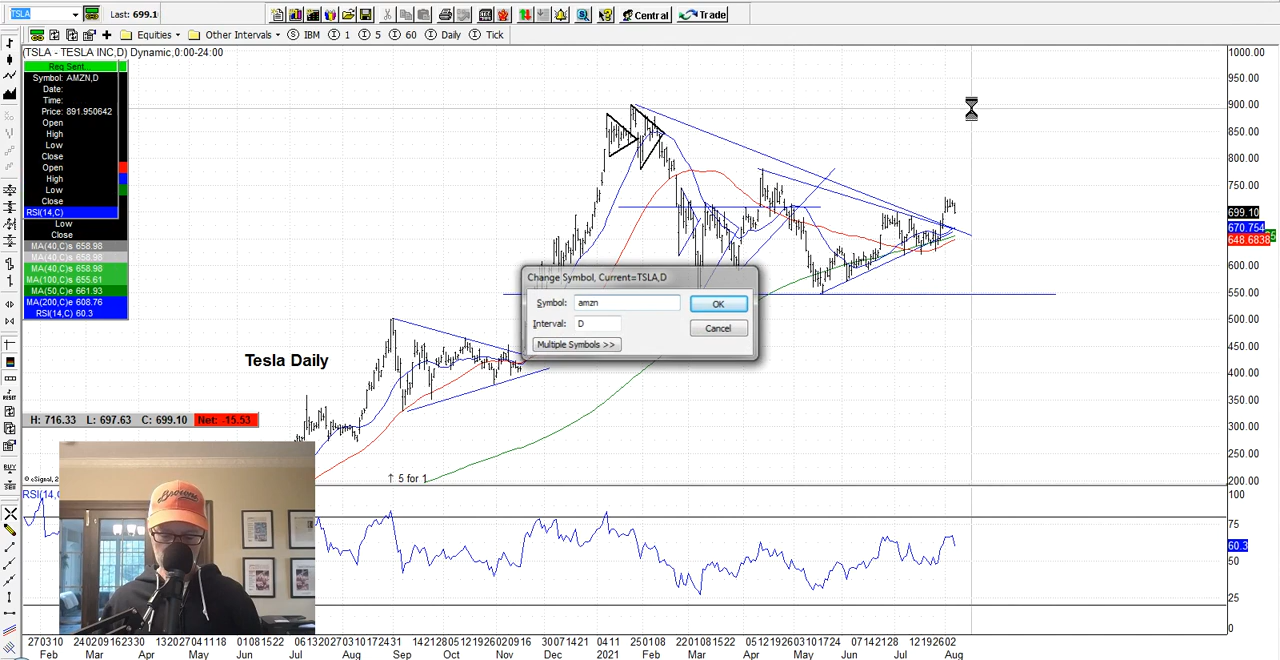 TSLA
Last: 699.1
Central
Trade
Equities
Other Intervals
IBM
1
5
60
Daily
Tick
(TSLA - TESLA INC,D) Dynamic,0:00-24:00
Req Sent...
Symbol: AMZN,D
Date:
Time:
Price: 891.950642
Open
High
Low
Close
Open
High
Low
Close
RSI(14,C)
Low
Close
MA(40,C)s 658.98
MA(40,C)s 658.98
MA(40,C)s 658.98
MA(100,C)s 655.61
MA(50,C)s 661.93
MA(200,C)s 608.76
RSI(14,C) 60.3
Change Symbol, Current=TSLA,D
Symbol: amzn
OK
Interval: D
Cancel
Multiple Symbols >>
Tesla Daily
H: 716.33 L: 697.63 C: 699.10 Net: -15.53
↑ 5 for 1
1000.00
950.00
900.00
850.00
800.00
750.00
699.10
670.754
648.6838
600.00
550.00
500.00
450.00
400.00
350.00
300.00
250.00
200.00
© eSignal, 2
RSI(14,C
100
75
60.3
50
25
0
RESET
BUY
Browns
Feb Mar Apr May Jun Jul Aug Sep Oct Nov Dec 2021 Feb Mar Apr May Jun Jul Aug